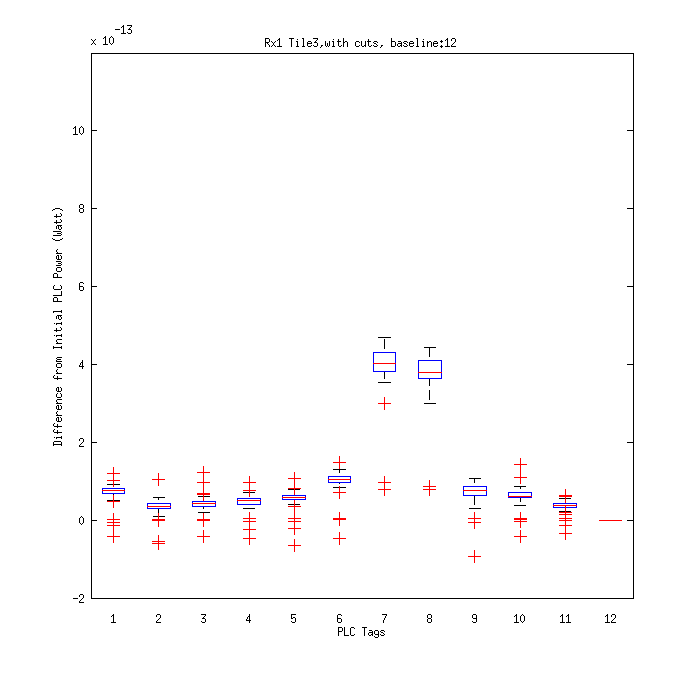 x 10-13
Rx1 Tile3,with cuts, baseline:12
Difference from Initial PLC Power (Watt)
10
8
6
4
2
0
-2
1 2 3 4 5 6 7 8 9 10 11 12
PLC Tags